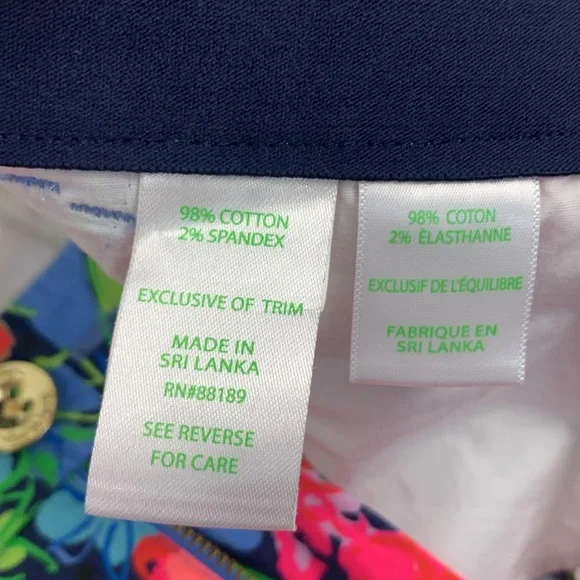 98% COTTON
2% SPANDEX
EXCLUSIVE OF TRIM
MADE IN
SRI LANKA
RN#88189
SEE REVERSE
FOR CARE
98% COTON
2% ÈLASTHANNE
EXCLUSIF DE L'ÉQUILIBRE
FABRIQUE EN
SRI LANKA